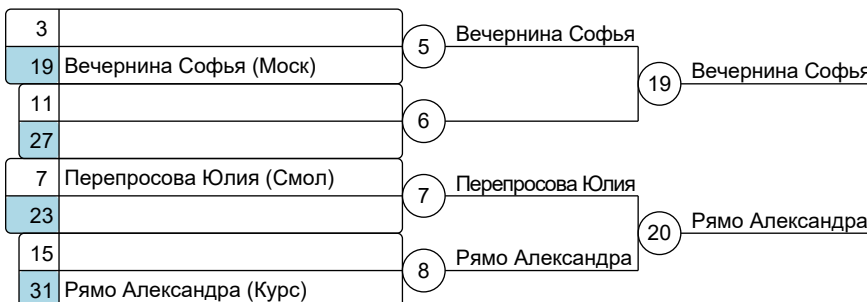 3
5
Вечернина Софья
19 Вечернина Софья (Моск)
19
Вечернина Софья
11
6
27
7 Перепросова Юлия (Смол)
7
Перепросова Юлия
23
20
Рямо Александра
15
8
Рямо Александра
31 Рямо Александра (Курс)